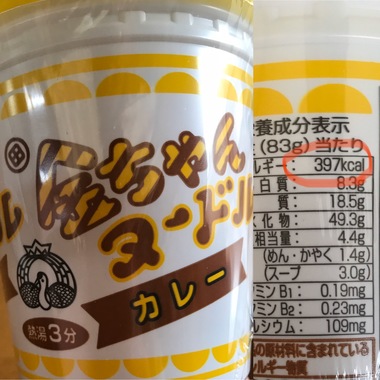 金ちゃん
ヌードル
カレー
熱湯3分
養成分表示
(83g)当たり
ルギー: 397kcal
白質: 8.3g
質: 18.5g
化物: 49.3g
相当量: 4.4g
(めん・かやく 1.4g)
(スープ 3.0g)
ミンB1: 0.19mg
ミンB2: 0.23mg
ルシウム: 109mg
の原材料に含まれている
ルギー物質